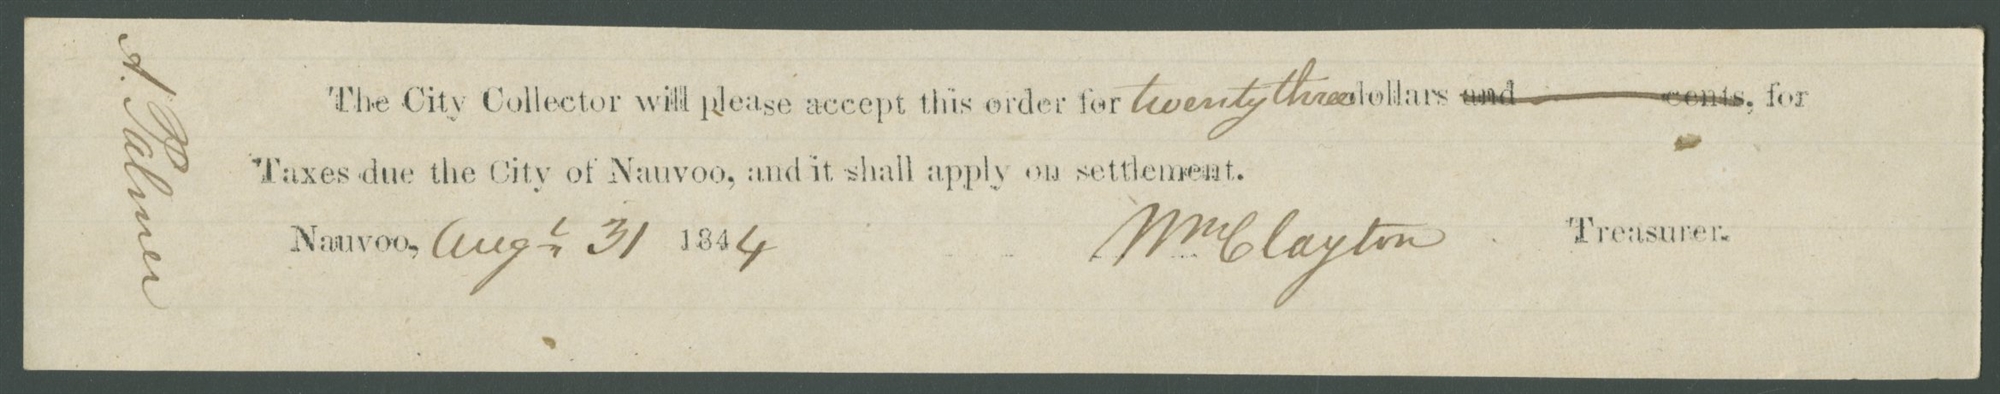 A. Palmer
The City Collector will please accept this order for twenty three dollars and cents, for
Taxes due the City of Nauvoo, and it shall apply on settlement.
Nauvoo, Augt 31 1844 Wm Clayton Treasurer.